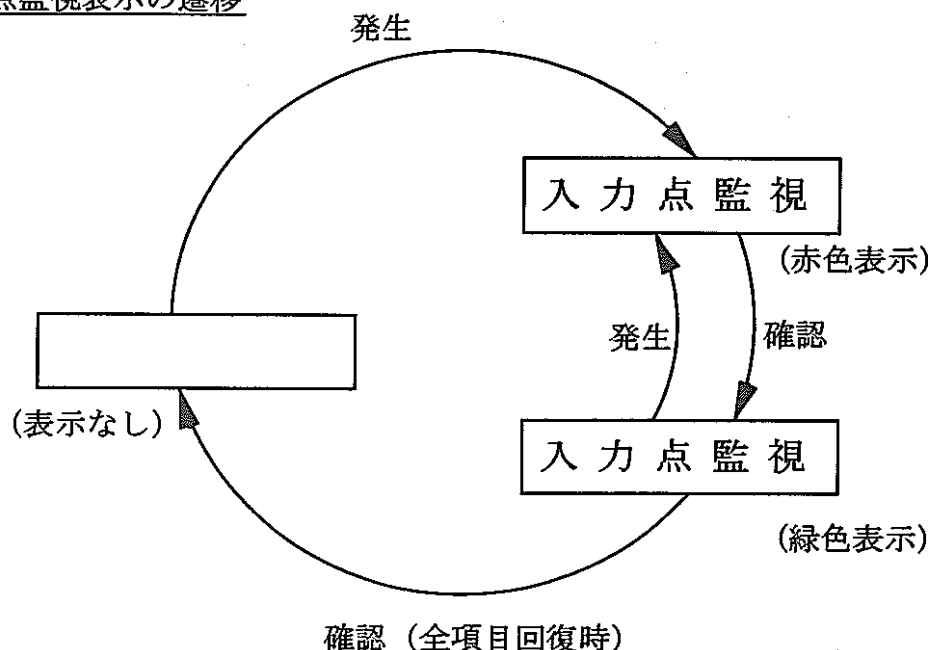 点監視表示の遷移
発生
入力点監視
(赤色表示)
発生
確認
(表示なし)
入力点監視
(緑色表示)
確認（全項目回復時）